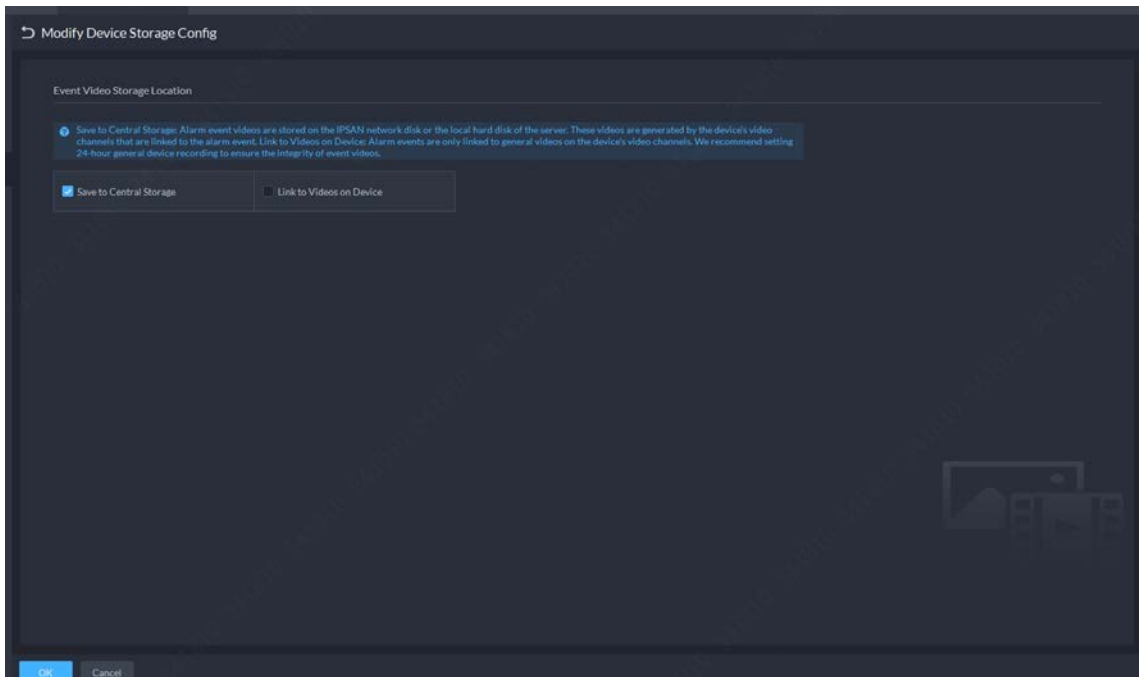 Modify Device Storage Config
Event Video Storage Location
Save to Central Storage: Alarm event videos are stored on the IPSAN network disk or the local hard disk of the server. These videos are generated by the device's video
channels that are linked to the alarm event. Link to Videos on Device: Alarm events are only linked to general videos on the device's video channels. We recommend setting
24-hour general device recording to ensure the integrity of event videos.
Save to Central Storage Link to Videos on Device
OK Cancel